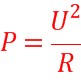 P = U²/R